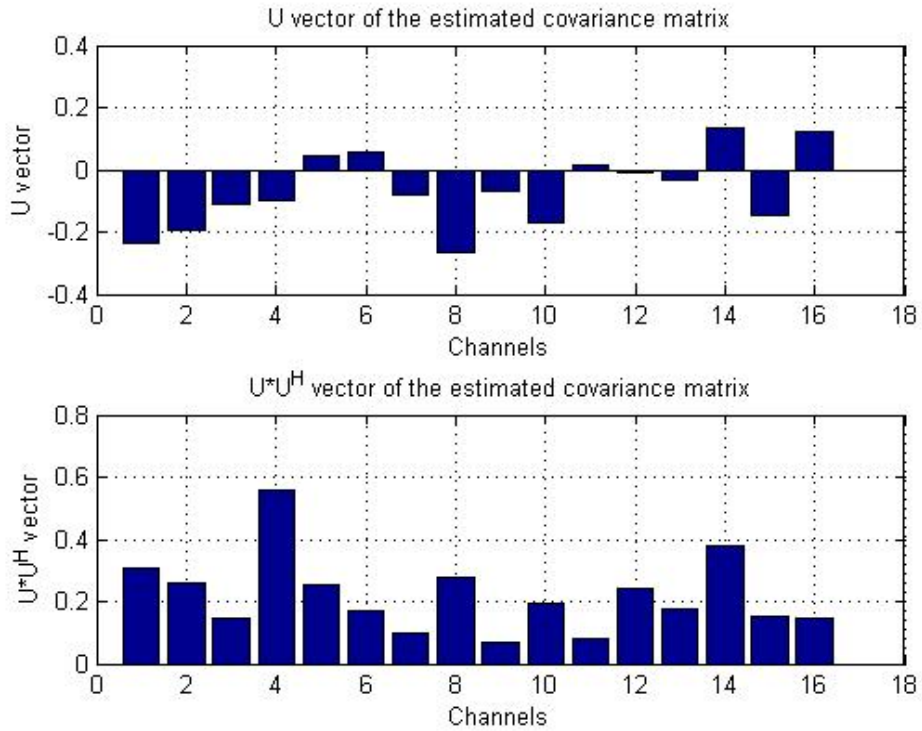 U vector of the estimated covariance matrix
0.4
0.2
0
-0.2
-0.4
U vector
0 2 4 6 8 10 12 14 16 18
Channels
U*U^H vector of the estimated covariance matrix
0.8
0.6
0.4
0.2
0
U*U^H vector
0 2 4 6 8 10 12 14 16 18
Channels